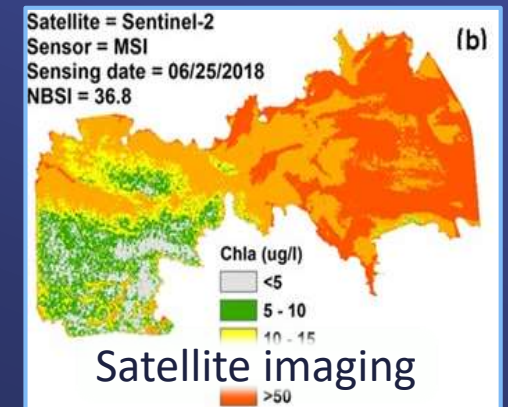 Satellite = Sentinel-2
Sensor = MSI
Sensing date = 06/25/2018
NBSI = 36.8
(b)
Chla (ug/l)
<5
5 - 10
10 - 15
Satellite imaging
>50